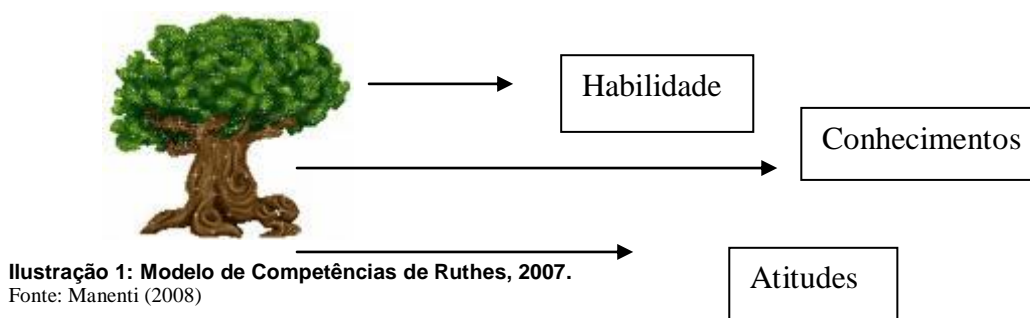 Habilidade
Conhecimentos
Atitudes
Ilustração 1: Modelo de Competências de Ruthes, 2007.
Fonte: Manenti (2008)